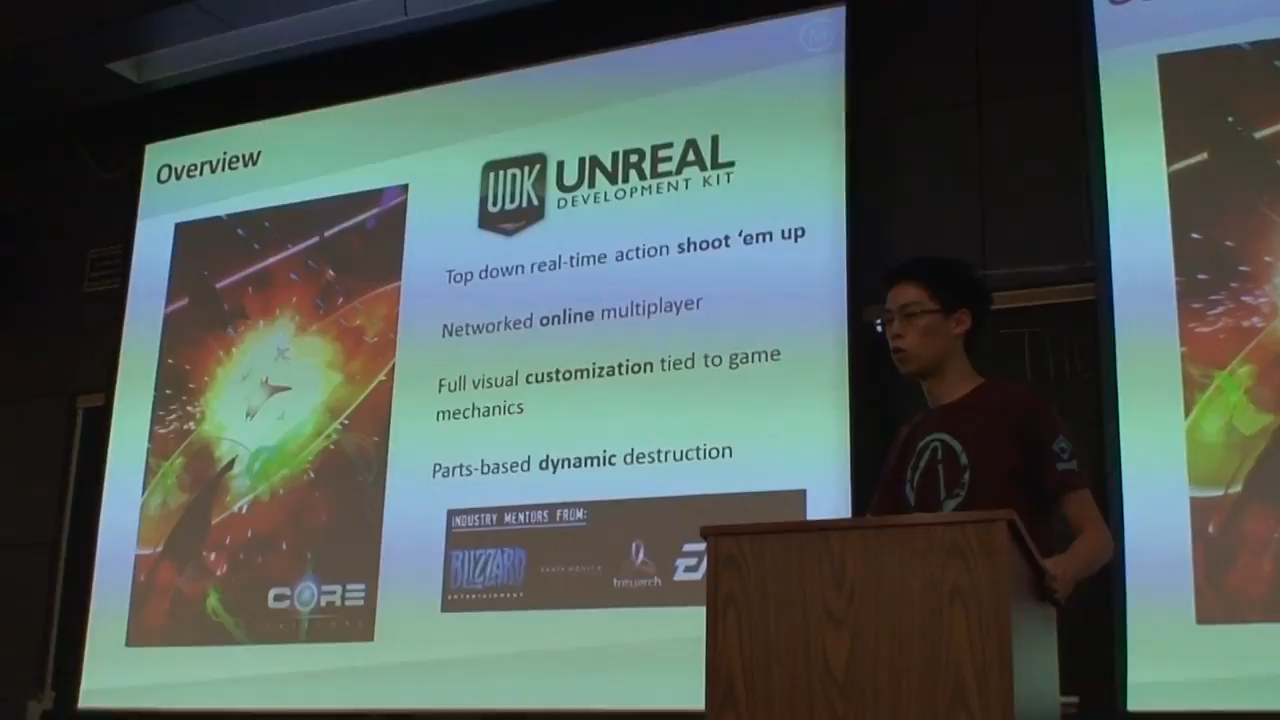 Overview
UDK UNREAL
DEVELOPMENT KIT
Top down real-time action shoot ‘em up
Networked online multiplayer
Full visual customization tied to game
mechanics
Parts-based dynamic destruction
INDUSTRY MENTORS FROM:
BLIZZARD
ENTERTAINMENT
treyarch
EA
CORE